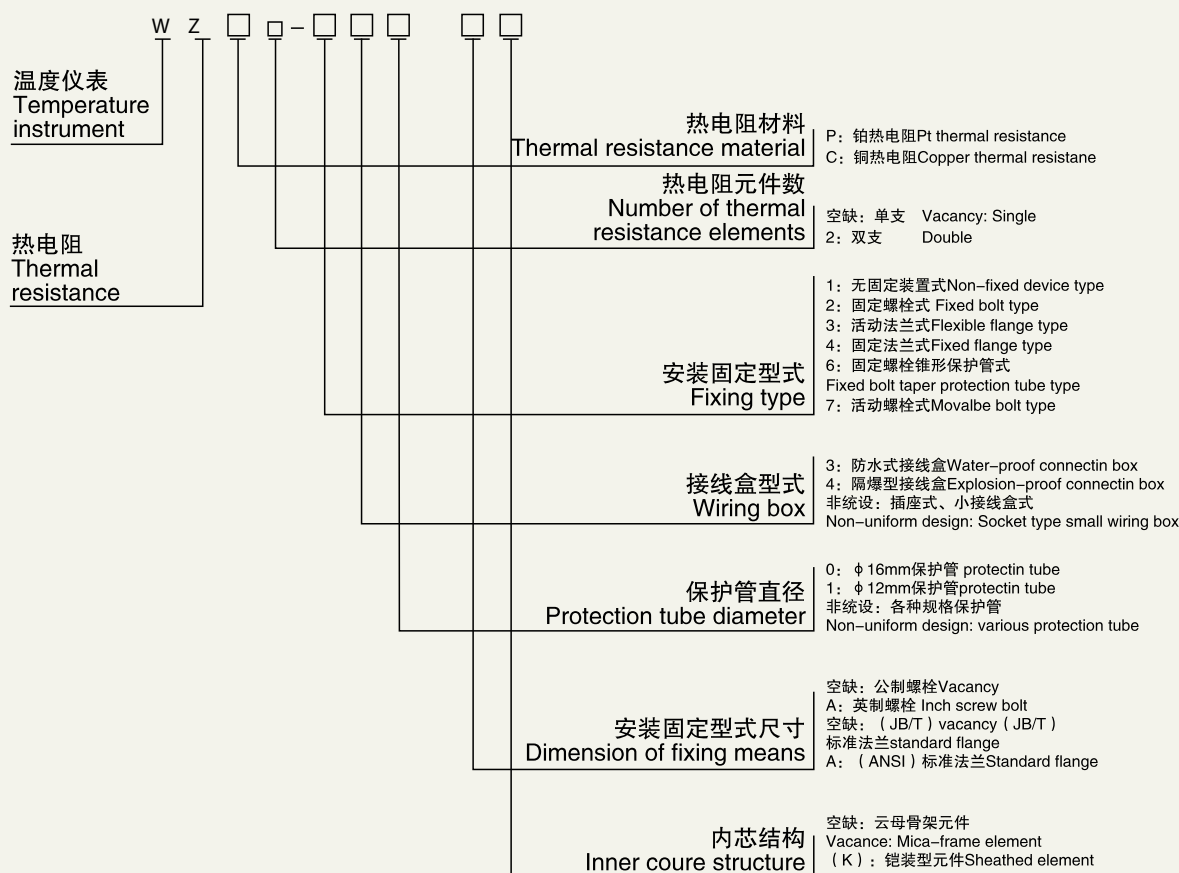 W Z □ □ – □ □ □ □ □
温度仪表
Temperature
instrument
热电阻
Thermal
resistance
热电阻材料
Thermal resistance material
P：铂热电阻Pt thermal resistance
C：铜热电阻Copper thermal resistane
热电阻元件数
Number of thermal
resistance elements
空缺：单支 Vacancy: Single
2：双支 Double
安装固定型式
Fixing type
1：无固定装置式Non–fixed device type
2：固定螺栓式 Fixed bolt type
3：活动法兰式Flexible flange type
4：固定法兰式Fixed flange type
6：固定螺栓锥形保护管式
Fixed bolt taper protection tube type
7：活动螺栓式Movalbe bolt type
接线盒型式
Wiring box
3：防水式接线盒Water–proof connectin box
4：隔爆型接线盒Explosion–proof connectin box
非统设：插座式、小接线盒式
Non–uniform design: Socket type small wiring box
保护管直径
Protection tube diameter
0：φ16mm保护管 protectin tube
1：φ12mm保护管protectin tube
非统设：各种规格保护管
Non–uniform design: various protection tube
安装固定型式尺寸
Dimension of fixing means
空缺：公制螺栓Vacancy
A：英制螺栓 Inch screw bolt
空缺：（JB/T）vacancy（JB/T）
标准法兰standard flange
A：（ANSI）标准法兰Standard flange
内芯结构
Inner coure structure
空缺：云母骨架元件
Vacance: Mica–frame element
（K）：铠装型元件Sheathed element